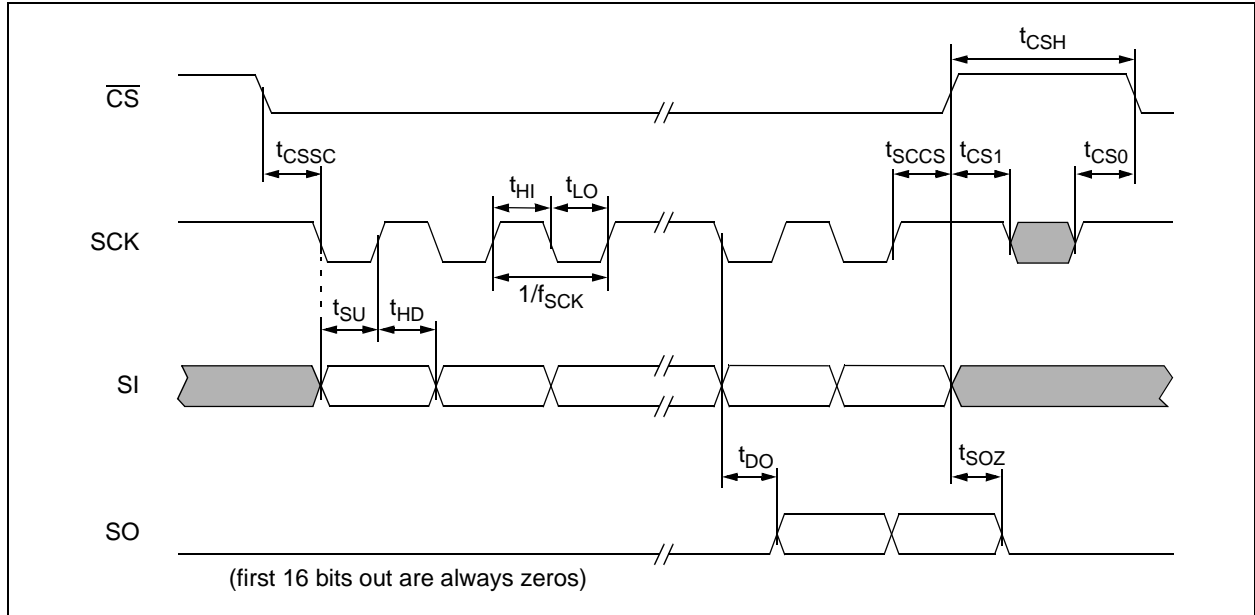 tCSH
CS
tCSSC
tSCCS
tCS1
tCS0
tHI
tLO
SCK
1/fSCK
tSU
tHD
SI
tDO
tSOZ
SO
(first 16 bits out are always zeros)